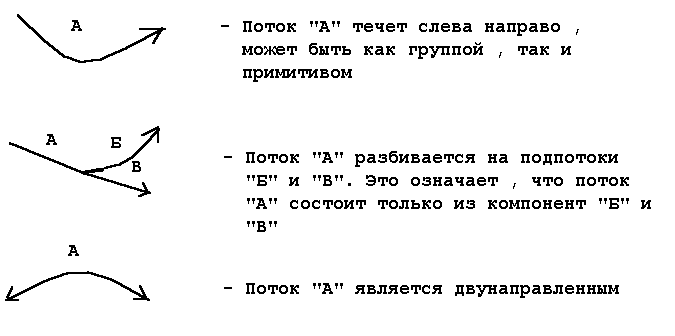 А
- Поток "А" течет слева направо ,
может быть как группой , так и
примитивом
А
Б
В
- Поток "А" разбивается на подпотоки
"Б" и "В". Это означает , что поток
"А" состоит только из компонент "Б" и
"В"
А
- Поток "А" является двунаправленным